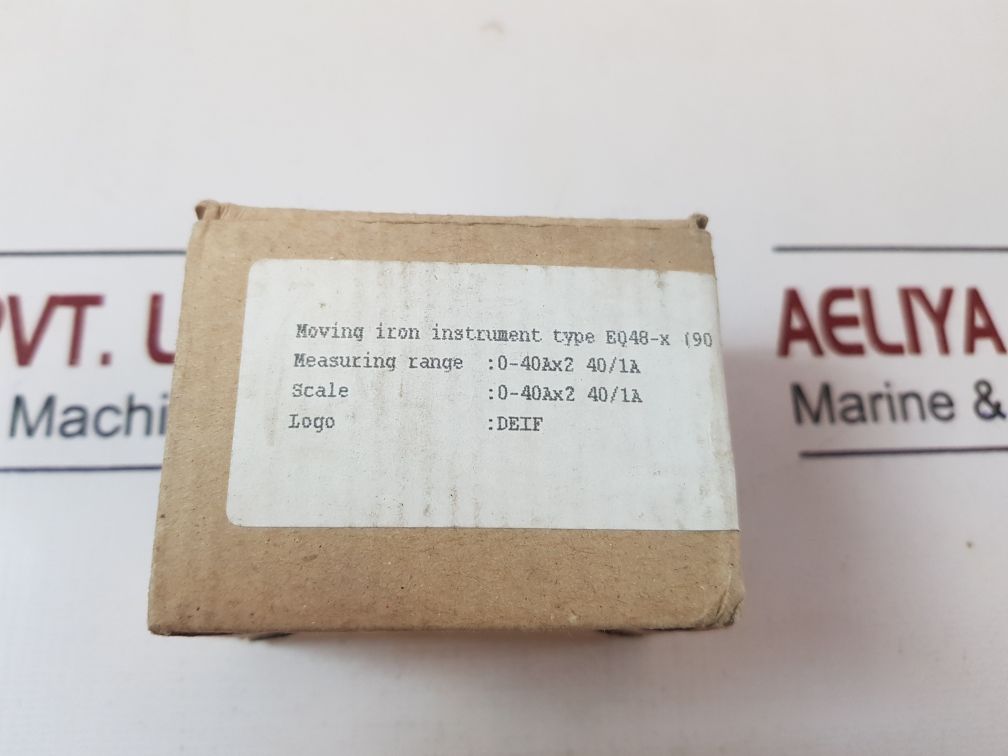 Moving iron instrument type EQ48-x (90
Measuring range :0-40Ax2 40/1A
Scale :0-40Ax2 40/1A
Logo :DEIF
PVT. L
Machi
AELIYA
Marine &